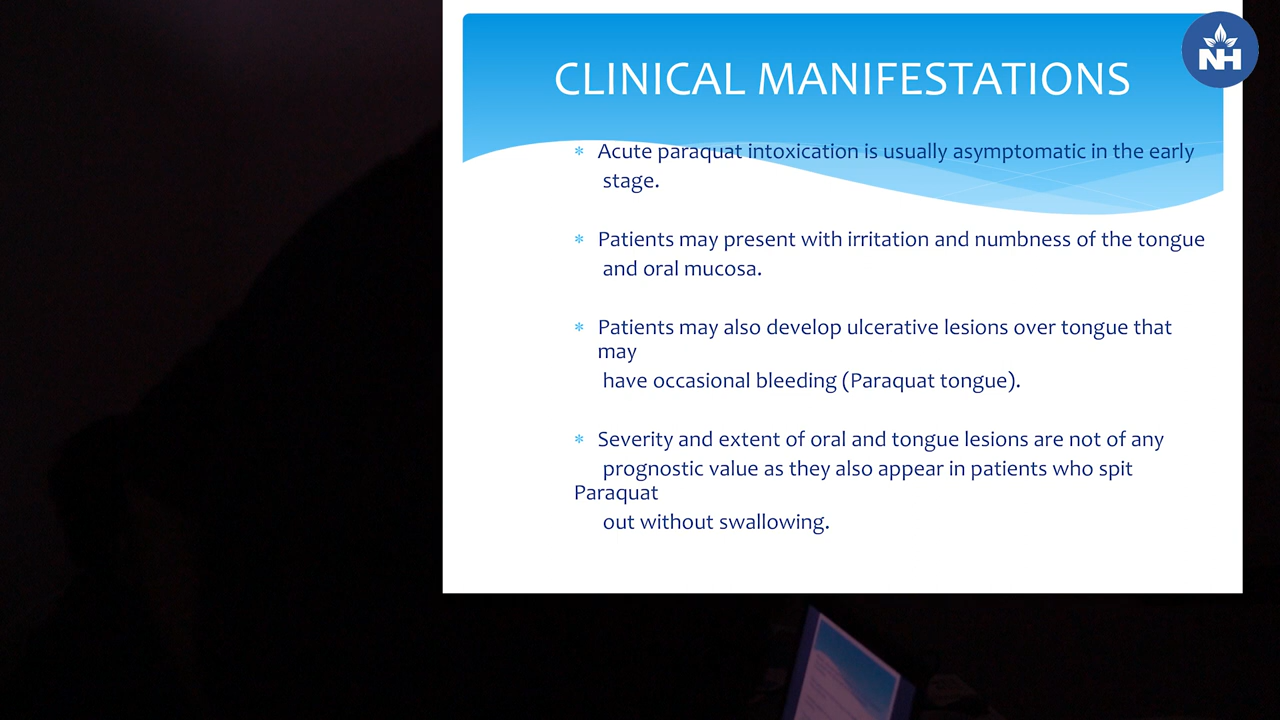 NH
CLINICAL MANIFESTATIONS
* Acute paraquat intoxication is usually asymptomatic in the early
stage.
* Patients may present with irritation and numbness of the tongue
and oral mucosa.
* Patients may also develop ulcerative lesions over tongue that
may
have occasional bleeding (Paraquat tongue).
* Severity and extent of oral and tongue lesions are not of any
prognostic value as they also appear in patients who spit
Paraquat
out without swallowing.